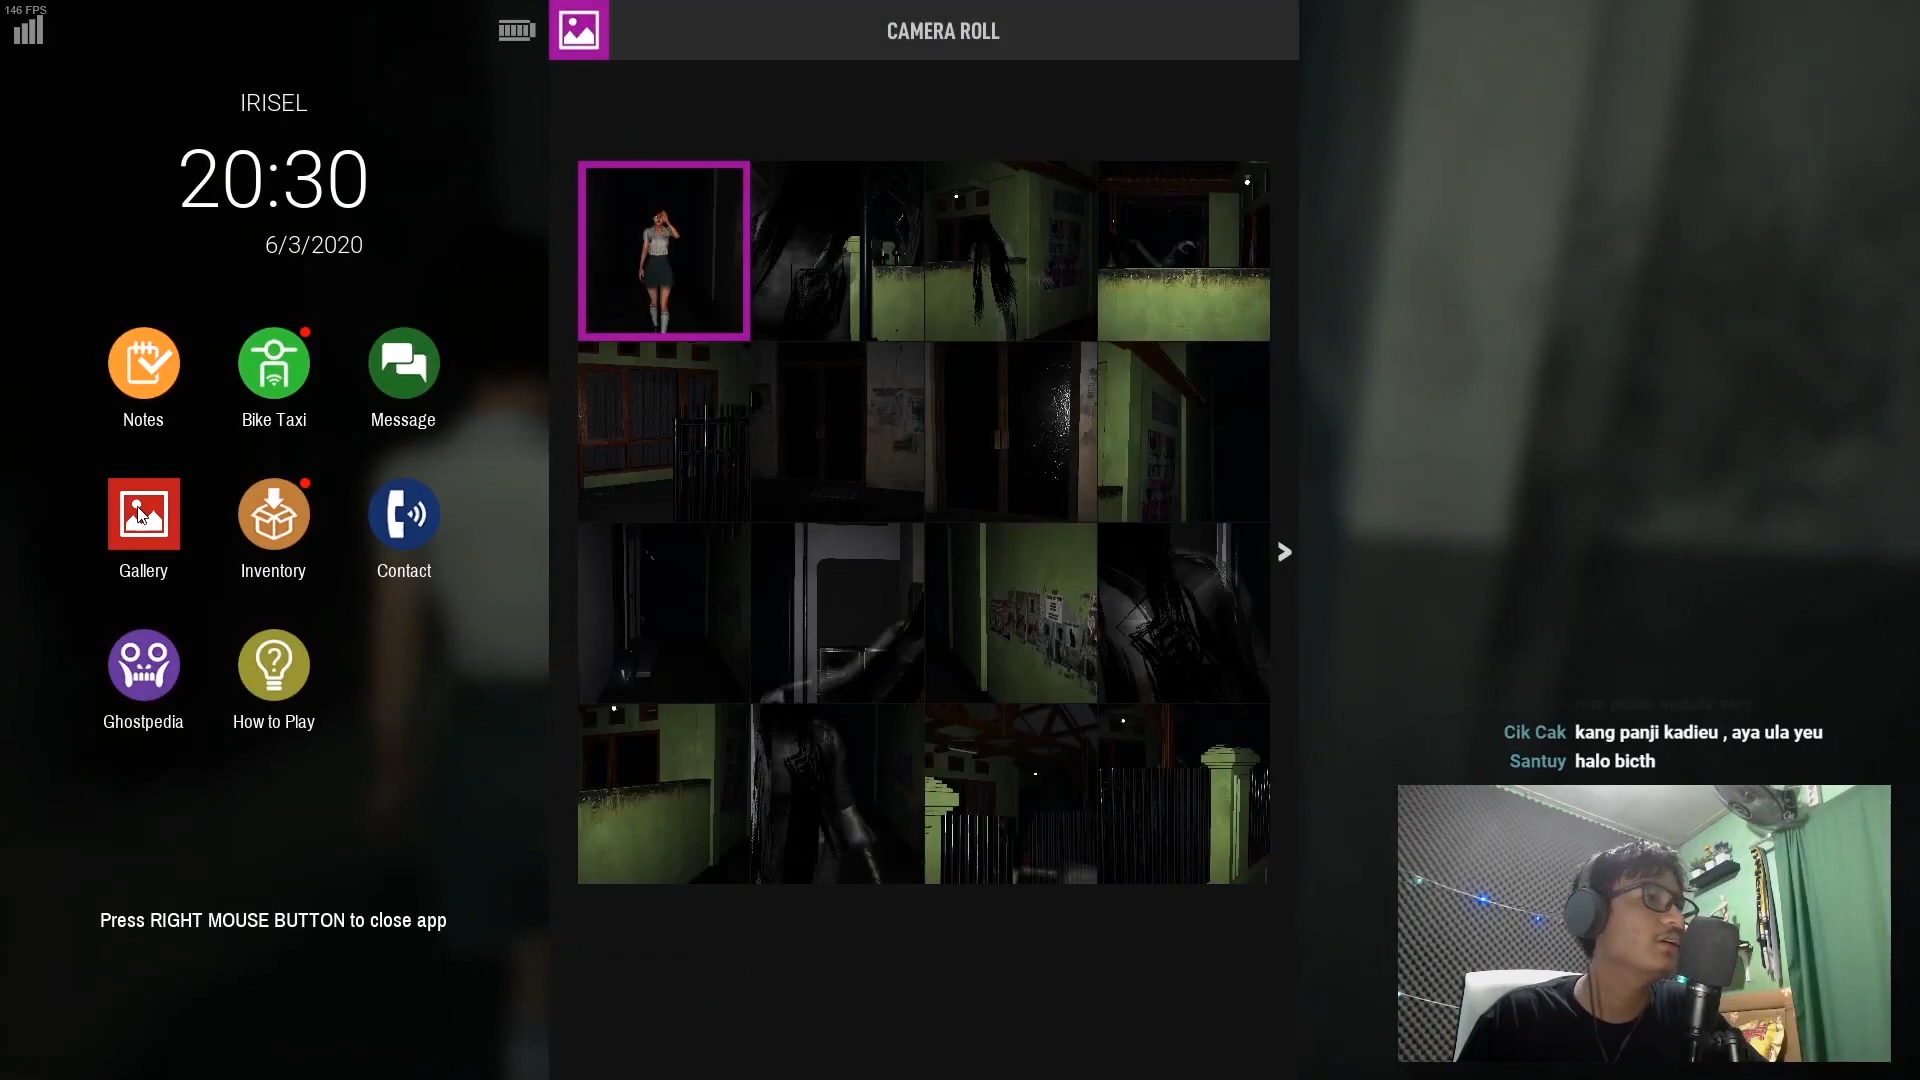 146 FPS
CAMERA ROLL
IRISEL
20:30
6/3/2020
Notes
Bike Taxi
Message
Gallery
Inventory
Contact
Ghostpedia
How to Play
Press RIGHT MOUSE BUTTON to close app
Cik Cak kang panji kadieu , aya ula yeu
Santuy halo bicth